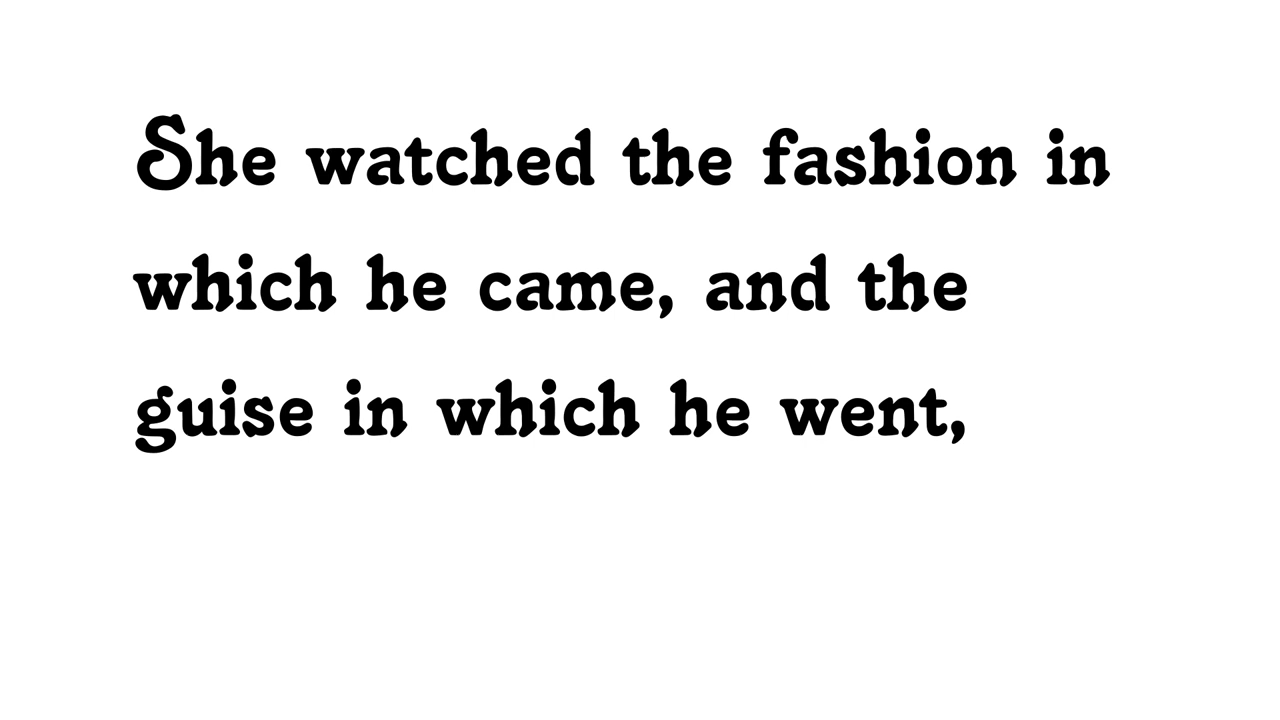 She watched the fashion in
which he came, and the
guise in which he went,